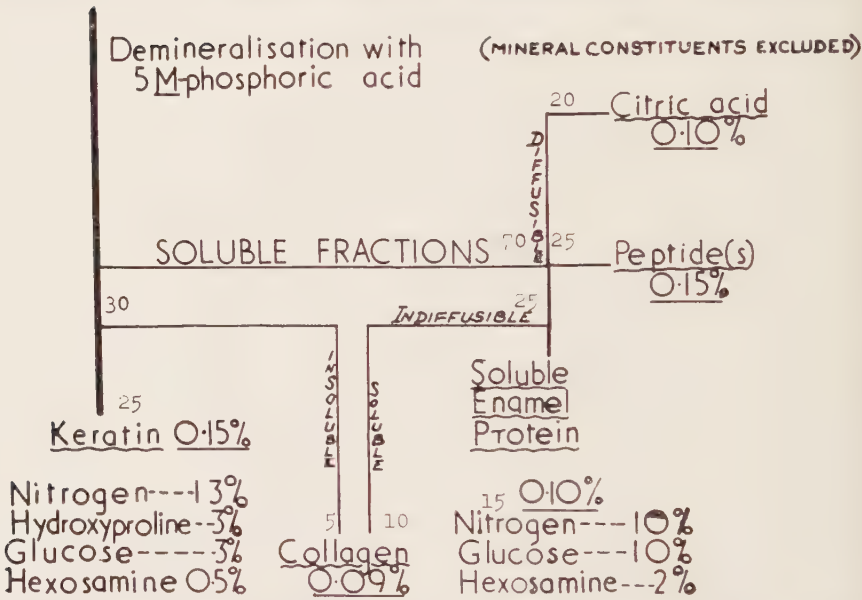 Demineralisation with
5M-phosphoric acid
(MINERAL CONSTITUENTS EXCLUDED)
20
Citric acid
0·10%
DIFFUSIBLE
SOLUBLE FRACTIONS 70
25
Peptide(s)
0·15%
30
25
INDIFFUSIBLE
INSOLUBLE
SOLUBLE
Soluble
Enamel
Protein
25
Keratin 0·15%
Nitrogen----13%
Hydroxyproline--3%
Glucose-----3%
Hexosamine 0·5%
5
10
Collagen
0·09%
15 0·10%
Nitrogen----10%
Glucose----10%
Hexosamine---2%